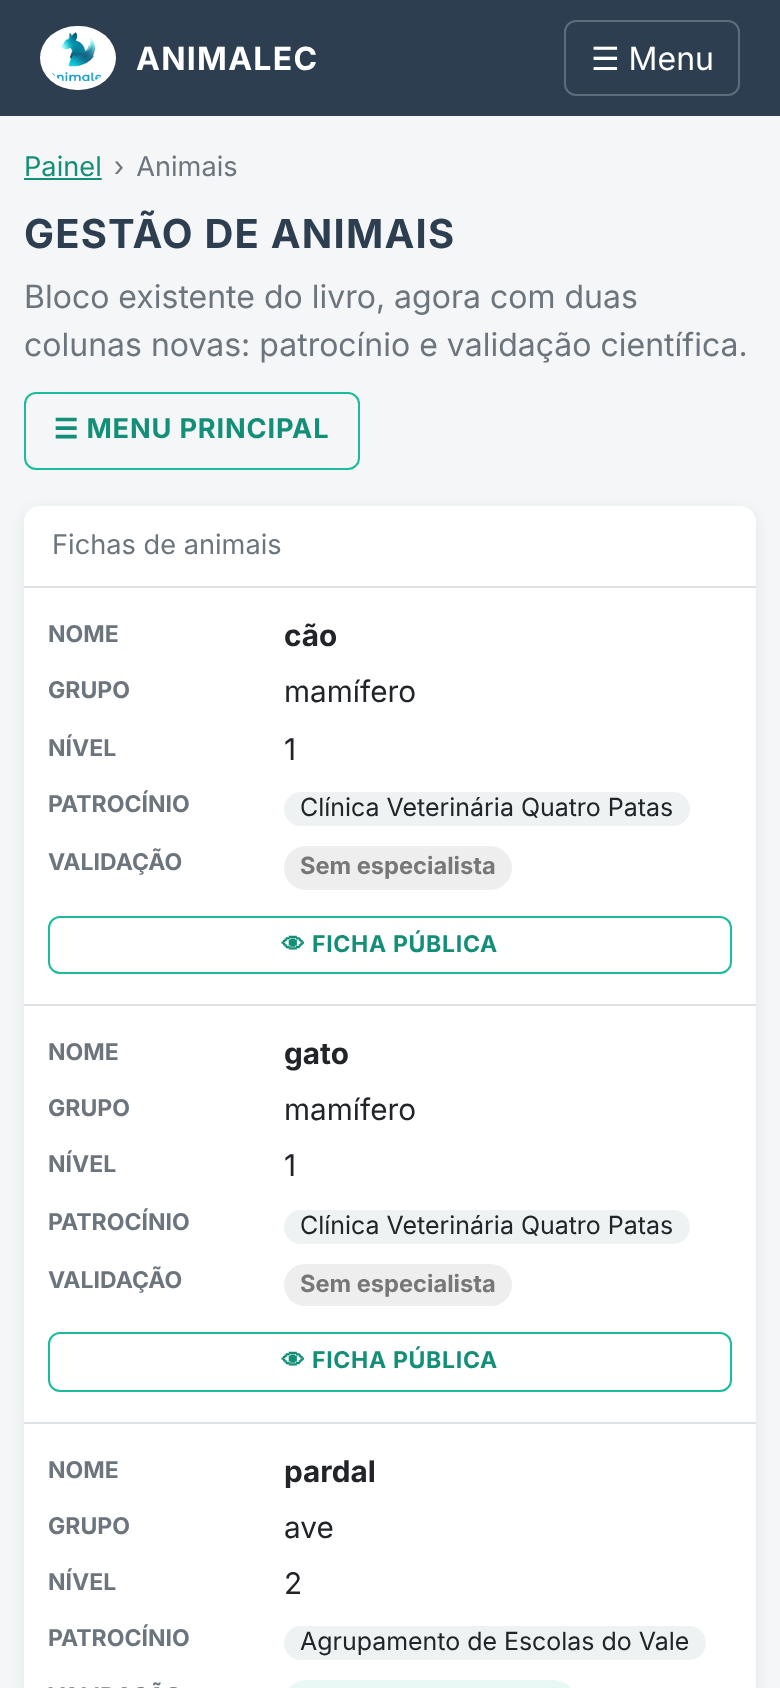 ANIMALEC
☰ Menu
Painel › Animais
GESTÃO DE ANIMAIS
Bloco existente do livro, agora com duas
colunas novas: patrocínio e validação científica.
☰ MENU PRINCIPAL
Fichas de animais
NOME cão
GRUPO mamífero
NÍVEL 1
PATROCÍNIO Clínica Veterinária Quatro Patas
VALIDAÇÃO Sem especialista
👁 FICHA PÚBLICA
NOME gato
GRUPO mamífero
NÍVEL 1
PATROCÍNIO Clínica Veterinária Quatro Patas
VALIDAÇÃO Sem especialista
👁 FICHA PÚBLICA
NOME pardal
GRUPO ave
NÍVEL 2
PATROCÍNIO Agrupamento de Escolas do Vale